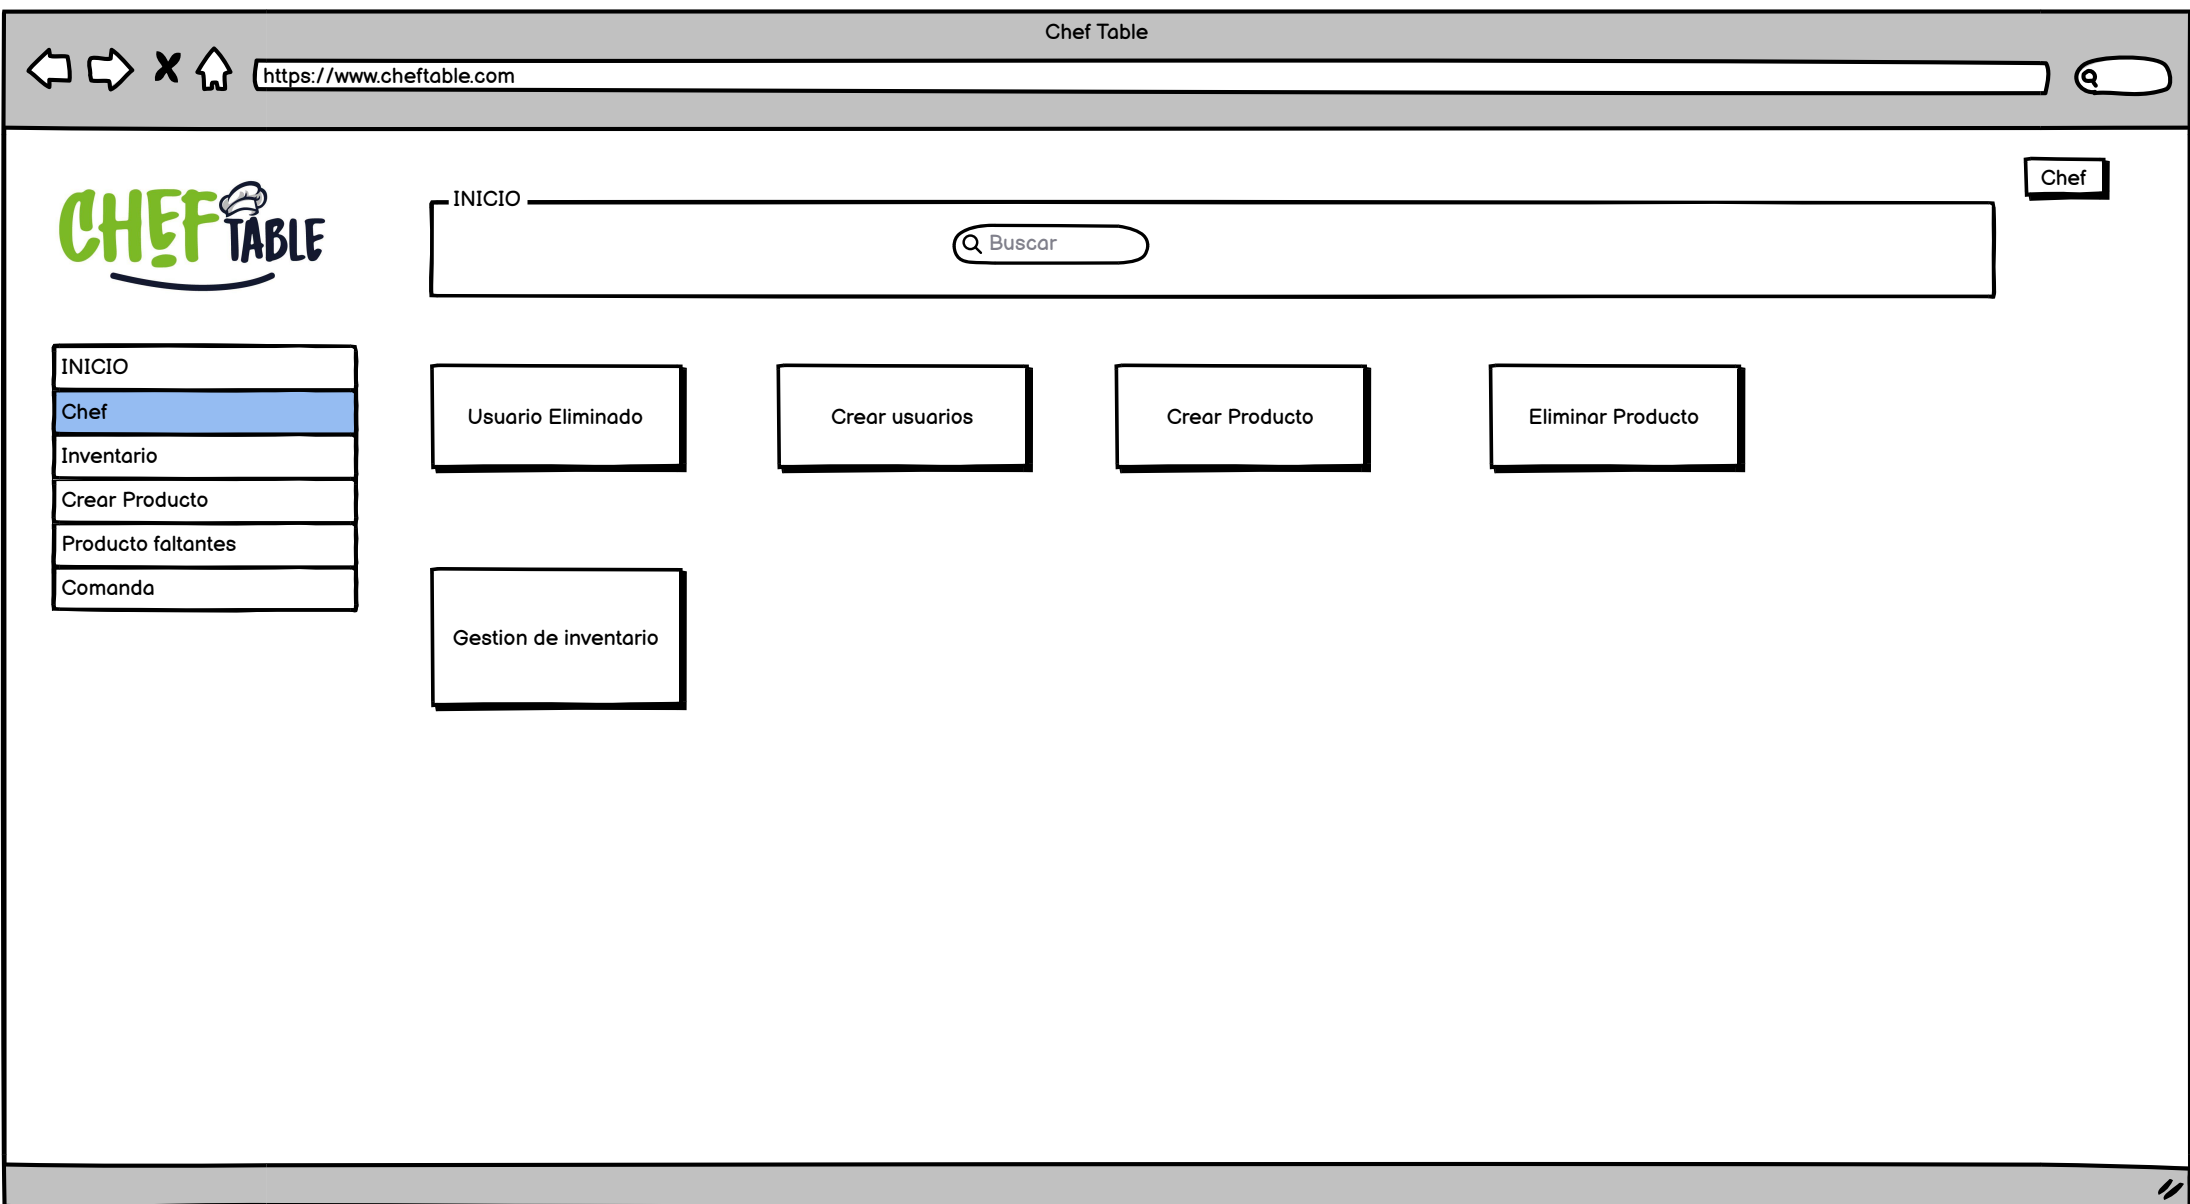 Chef Table
https://www.cheftable.com
CHEF TABLE
INICIO
Chef
Buscar
INICIO
Chef
Inventario
Crear Producto
Producto faltantes
Comanda
Usuario Eliminado
Crear usuarios
Crear Producto
Eliminar Producto
Gestion de inventario